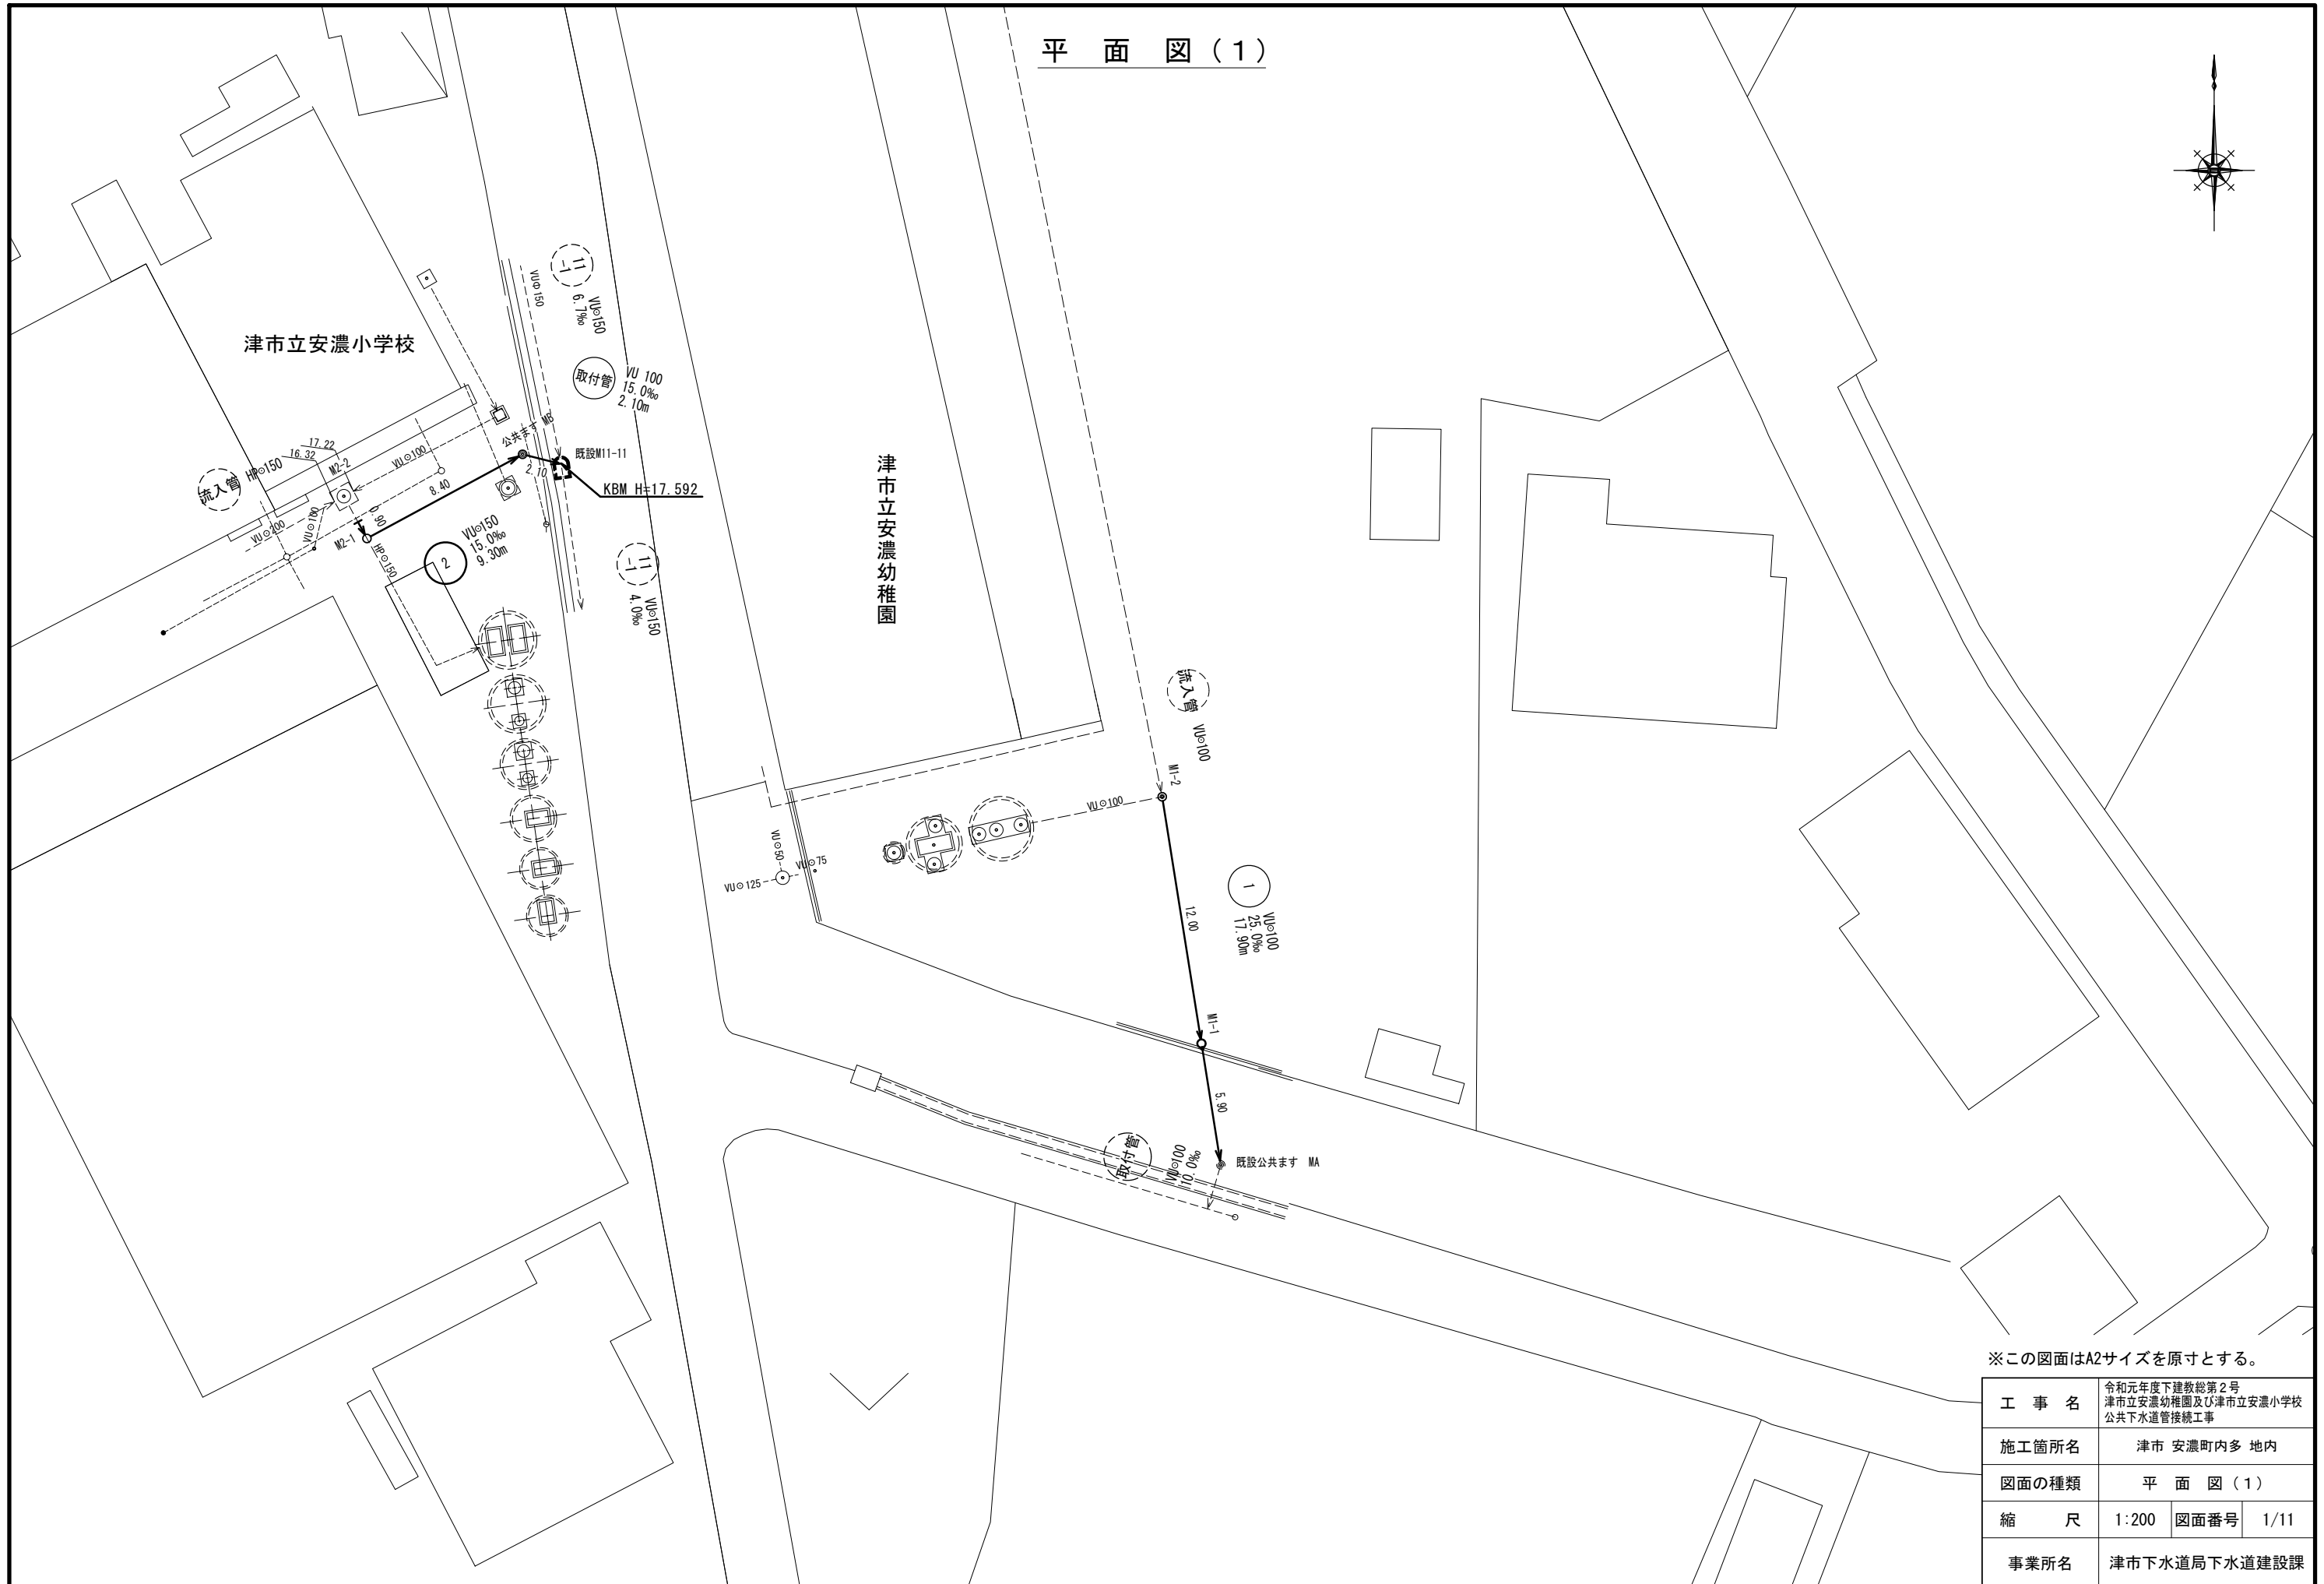 平 面 図(1)
津市立安濃小学校
11
-1
VU⊙150
6.7‰
VUΦ150
取付管
VU 100
15.0‰
2.10m
公共ます MB
既設M11-11
2.10
KBM H=17.592
17.22
16.32
M2-2
VU⊙100
流入管
HP⊙150
8.40
0.90
VU⊙200
VU⊙100
M2-1
HP⊙150
2
VU⊙150
15.0‰
9.30m
11
-1
VU⊙150
4.0‰
津市立安濃幼稚園
流入管
VU⊙100
M1-2
VU⊙100
VU⊙50
VU⊙75
VU⊙125
12.00
1
VU⊙100
25.0‰
17.90m
M1-1
5.90
取付管
VU⊙100
10.0‰
既設公共ます MA
※この図面はA2サイズを原寸とする。
工 事 名
令和元年度下建教総第2号
津市立安濃幼稚園及び津市立安濃小学校
公共下水道管接続工事
施工箇所名 津市 安濃町内多 地内
図面の種類 平 面 図(1)
縮 尺 1:200 図面番号 1/11
事業所名 津市下水道局下水道建設課